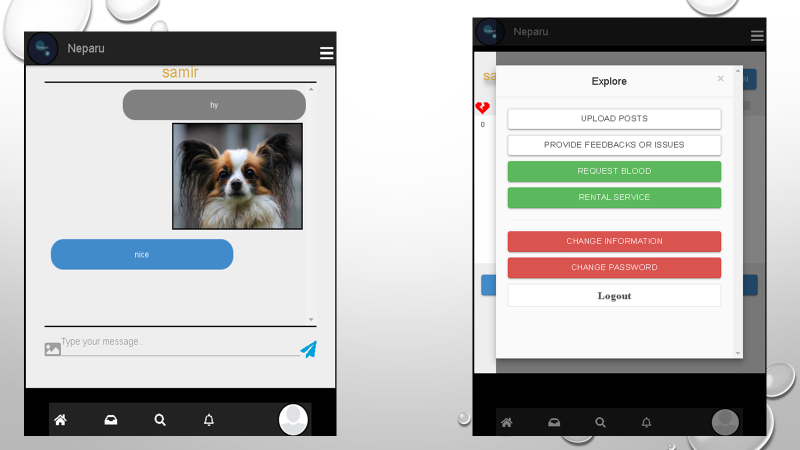 Neparu
samir
hy
nice
Type your message..
Neparu
sa
N
Explore
×
UPLOAD POSTS
PROVIDE FEEDBACKS OR ISSUES
REQUEST BLOOD
RENTAL SERVICE
CHANGE INFORMATION
CHANGE PASSWORD
Logout
0